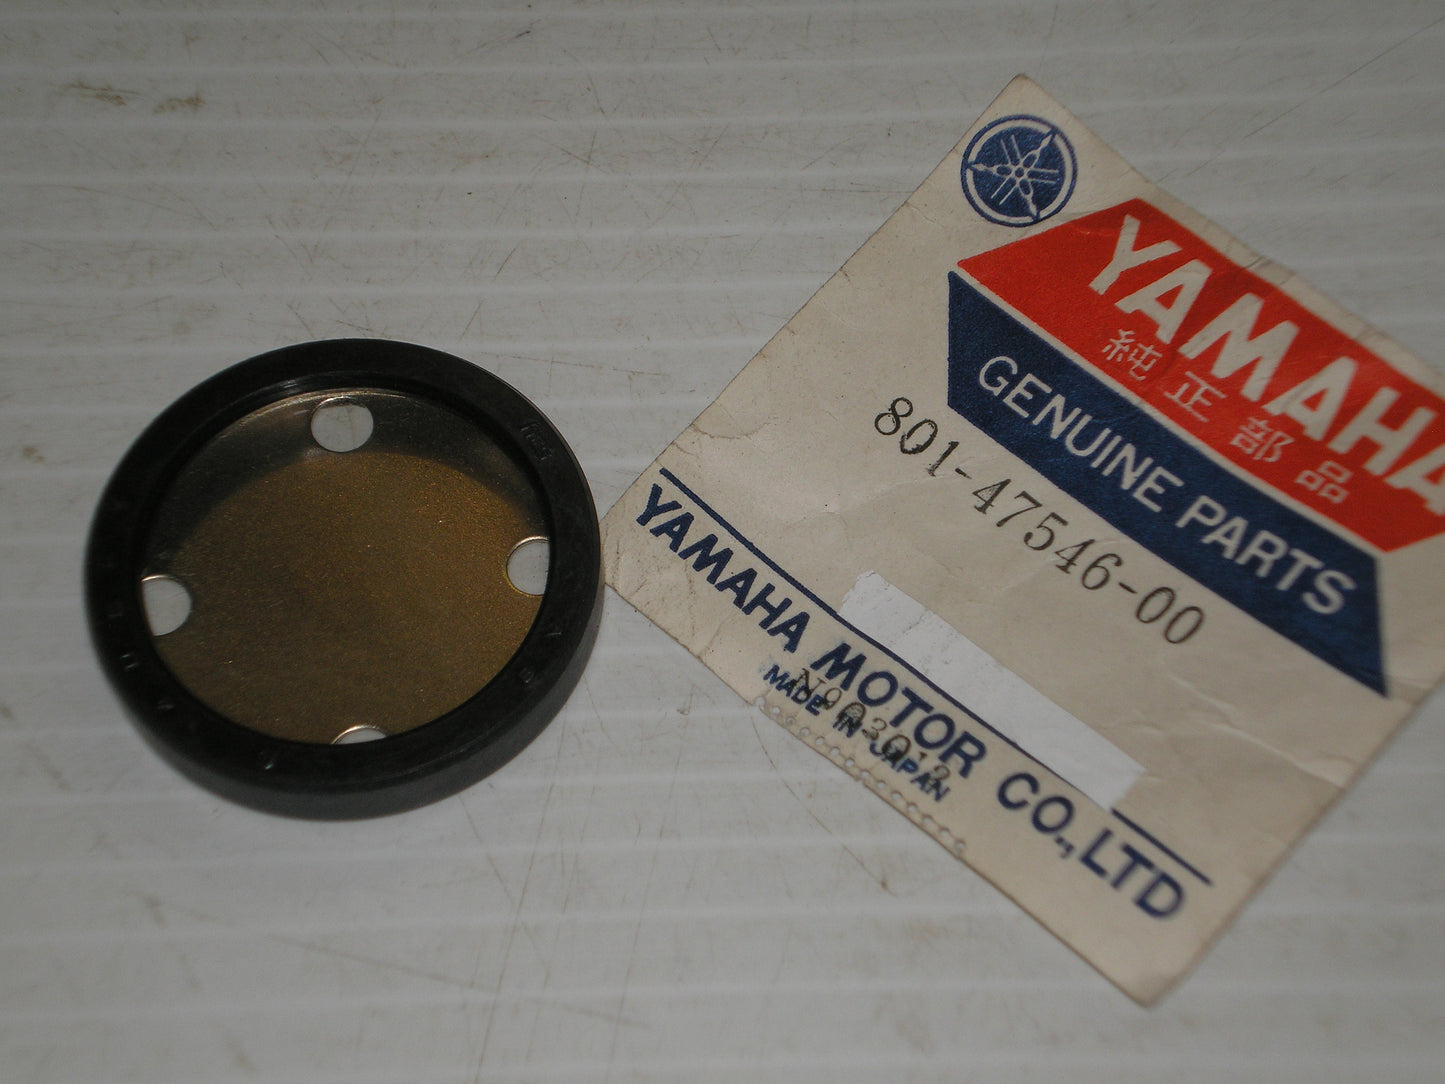 YAMAHA
純正部品
GENUINE PARTS
801-47546-00
YAMAHA MOTOR CO., LTD
MADE IN JAPAN